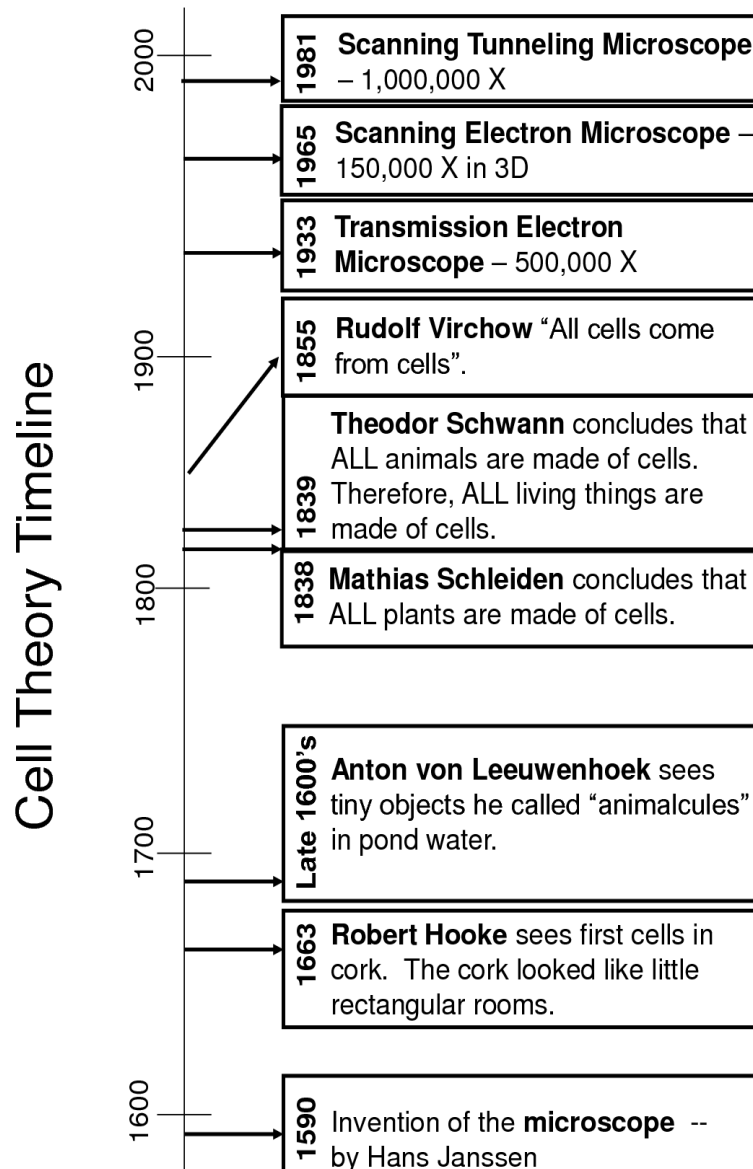 Cell Theory Timeline
2000
1981
Scanning Tunneling Microscope
– 1,000,000 X
1965
Scanning Electron Microscope –
150,000 X in 3D
1933
Transmission Electron
Microscope – 500,000 X
1900
1855
Rudolf Virchow “All cells come
from cells”.
1839
Theodor Schwann concludes that
ALL animals are made of cells.
Therefore, ALL living things are
made of cells.
1800
1838
Mathias Schleiden concludes that
ALL plants are made of cells.
1700
Late 1600’s
Anton von Leeuwenhoek sees
tiny objects he called “animalcules”
in pond water.
1663
Robert Hooke sees first cells in
cork. The cork looked like little
rectangular rooms.
1600
1590
Invention of the microscope --
by Hans Janssen